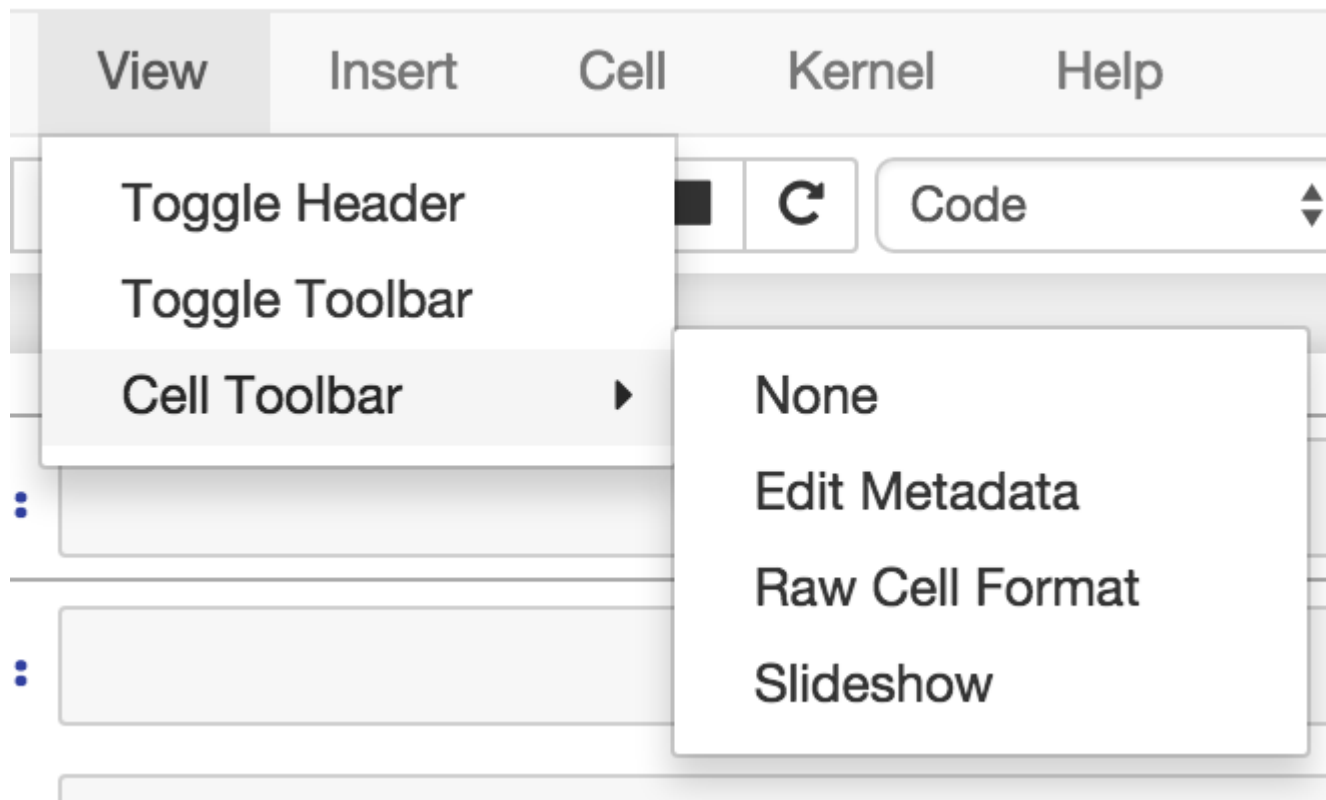 View Insert Cell Kernel Help
Toggle Header
Code
Toggle Toolbar
Cell Toolbar
None
Edit Metadata
Raw Cell Format
Slideshow